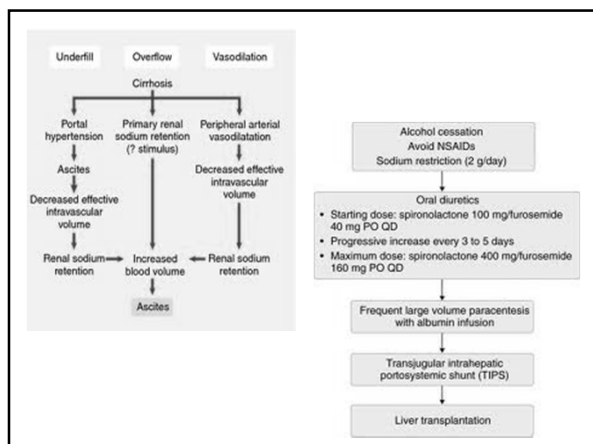 Underfill
Overflow
Vasodilation
Cirrhosis
Portal
hypertension
Primary renal
sodium retention
(? stimulus)
Peripheral arterial
vasodilatation
Ascites
Decreased effective
intravascular
volume
Decreased effective
intravascular
volume
Renal sodium
retention
Increased
blood volume
Renal sodium
retention
Ascites
Alcohol cessation
Avoid NSAIDs
Sodium restriction (2 g/day)
Oral diuretics
• Starting dose: spironolactone 100 mg/furosemide
40 mg PO QD
• Progressive increase every 3 to 5 days
• Maximum dose: spironolactone 400 mg/furosemide
160 mg PO QD
Frequent large volume paracentesis
with albumin infusion
Transjugular intrahepatic
portosystemic shunt (TIPS)
Liver transplantation